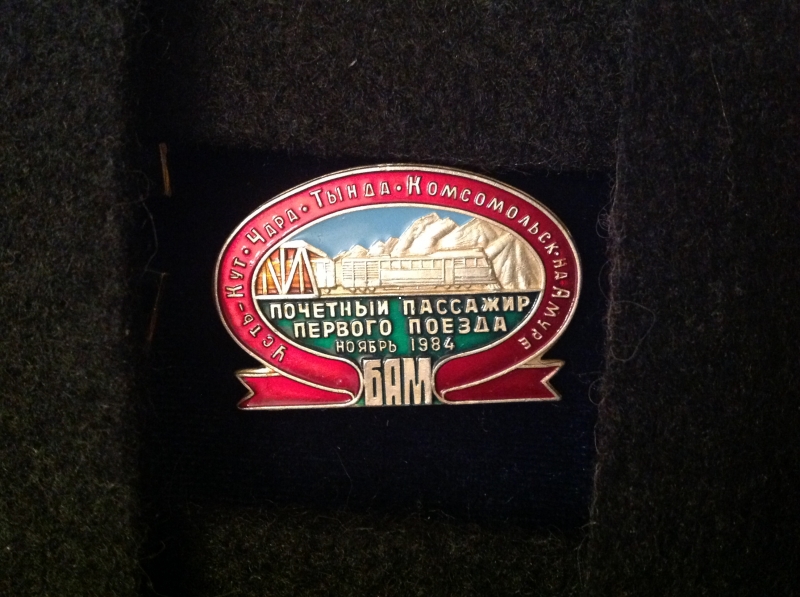 Усть-Кут • Чара • Тында • Комсомольск-на-Амуре
ПОЧЕТНЫЙ ПАССАЖИР
ПЕРВОГО ПОЕЗДА
НОЯБРЬ 1984
БАМ